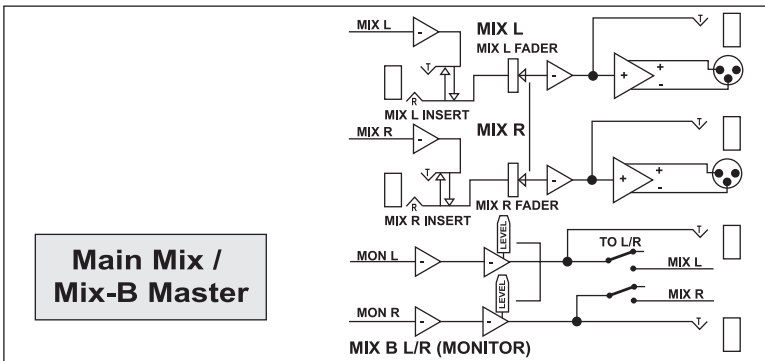 MIX L
MIX L
MIX L FADER
-
T
-
+
+
-
T
R
MIX L INSERT
MIX R
MIX R
-
T
-
+
+
-
T
R
MIX R FADER
MIX R INSERT
LEVEL
T
MON L
-
-
TO L/R
MIX L
LEVEL
MIX R
MON R
-
-
T
MIX B L/R (MONITOR)
Main Mix /
Mix-B Master